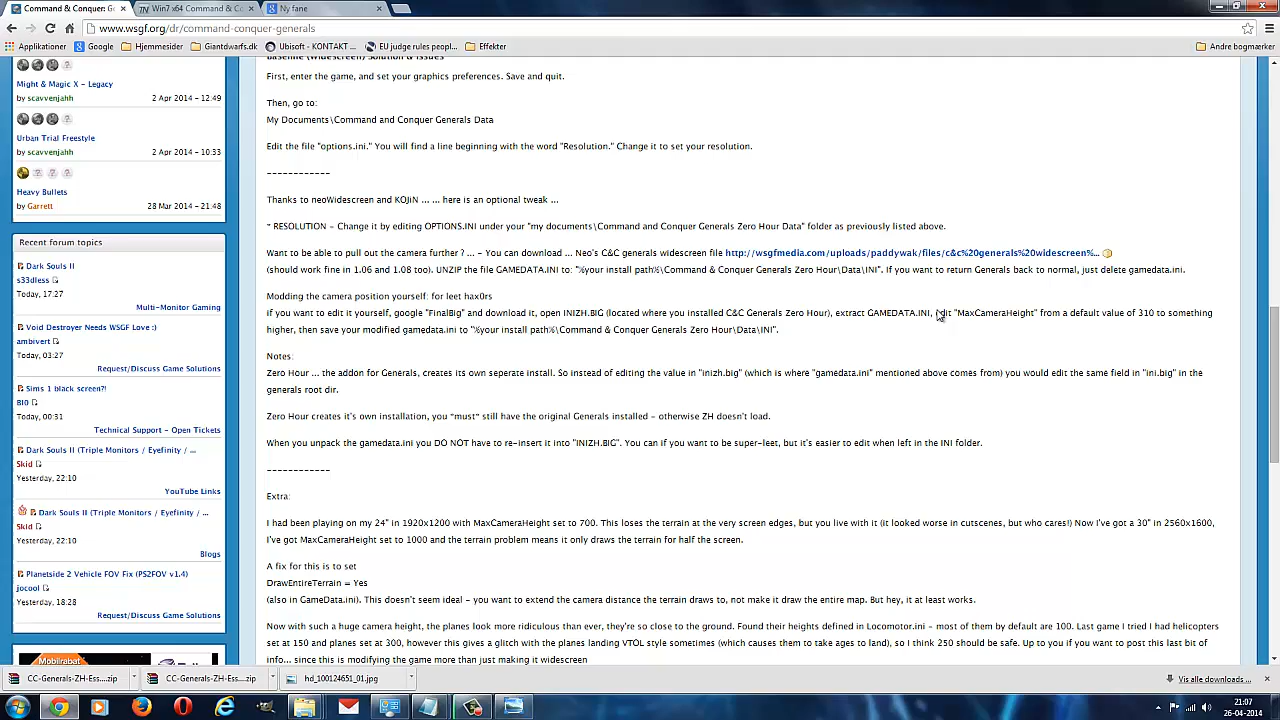 Command & Conquer: G
Win7 x64 Command & Co
Ny fane
www.wsgf.org/dr/command-conquer-generals
Applikationer
Google
Hjemmesider
Giantdwarfs.dk
Ubisoft - KONTAKT ...
EU judge rules peopl...
Effekter
Andre bogmærker
Might & Magic X - Legacy
by scavvenjahh
2 Apr 2014 - 12:49
Urban Trial Freestyle
by scavvenjahh
2 Apr 2014 - 10:33
Heavy Bullets
by Garrett
28 Mar 2014 - 21:48
Recent forum topics
Dark Souls II
s33dless
Today, 17:27
Multi-Monitor Gaming
Void Destroyer Needs WSGF Love :)
ambivert
Today, 03:27
Request/Discuss Game Solutions
Sims 1 black screen?!
BI0
Today, 00:31
Technical Support - Open Tickets
Dark Souls II (Triple Monitors / Eyefinity / ...
Skid
Yesterday, 22:10
YouTube Links
Dark Souls II (Triple Monitors / Eyefinity / ...
Skid
Yesterday, 22:10
Blogs
Planetside 2 Vehicle FOV Fix (PS2FOV v1.4)
jocool
Yesterday, 18:28
Request/Discuss Game Solutions
Mobilrabat
Baseline (Widescreen) Solution & Issues
First, enter the game, and set your graphics preferences. Save and quit.
Then, go to:
My Documents\Command and Conquer Generals Data
Edit the file "options.ini." You will find a line beginning with the word "Resolution." Change it to set your resolution.
------------
Thanks to neoWidescreen and KOJiN ... ... here is an optional tweak ...
* RESOLUTION - Change it by editing OPTIONS.INI under your "my documents\Command and Conquer Generals Zero Hour Data" folder as previously listed above.
Want to be able to pull out the camera further ? ... - You can download ... Neo's C&C generals widescreen file http://wsgfmedia.com/uploads/paddywak/files/c&c%20generals%20widescreen%...
(should work fine in 1.06 and 1.08 too). UNZIP the file GAMEDATA.INI to: "%your install path%\Command & Conquer Generals Zero Hour\Data\INI". If you want to return Generals back to normal, just delete gamedata.ini.
Modding the camera position yourself: for leet hax0rs
if you want to edit it yourself, google "FinalBig" and download it, open INIZH.BIG (located where you installed C&C Generals Zero Hour), extract GAMEDATA.INI, edit "MaxCameraHeight" from a default value of 310 to something
higher, then save your modified gamedata.ini to "%your install path%\Command & Conquer Generals Zero Hour\Data\INI".
Notes:
Zero Hour ... the addon for Generals, creates its own seperate install. So instead of editing the value in "inizh.big" (which is where "gamedata.ini" mentioned above comes from) you would edit the same field in "ini.big" in the
generals root dir.
Zero Hour creates it's own installation, you *must* still have the original Generals installed - otherwise ZH doesn't load.
When you unpack the gamedata.ini you DO NOT have to re-insert it into "INIZH.BIG". You can if you want to be super-leet, but it's easier to edit when left in the INI folder.
------------
Extra:
I had been playing on my 24" in 1920x1200 with MaxCameraHeight set to 700. This loses the terrain at the very screen edges, but you live with it (it looked worse in cutscenes, but who cares!) Now I've got a 30" in 2560x1600,
I've got MaxCameraHeight set to 1000 and the terrain problem means it only draws the terrain for half the screen.
A fix for this is to set
DrawEntireTerrain = Yes
(also in GameData.ini). This doesn't seem ideal - you want to extend the camera distance the terrain draws to, not make it draw the entire map. But hey, it at least works.
Now with such a huge camera height, the planes look more ridiculous than ever, they're so close to the ground. Found their heights defined in Locomotor.ini - most of them by default are 100. Last game I tried I had helicopters
set at 150 and planes set at 300, however this gives a glitch with the planes landing VTOL style sometimes (which causes them to take ages to land), so I think 250 should be safe. Up to you if you want to post this last bit of
info... since this is modifying the game more than just making it widescreen
CC-Generals-ZH-Ess....zip
CC-Generals-ZH-Ess....zip
hd_100124651_01.jpg
Vis alle downloads ...
21:07
26-04-2014